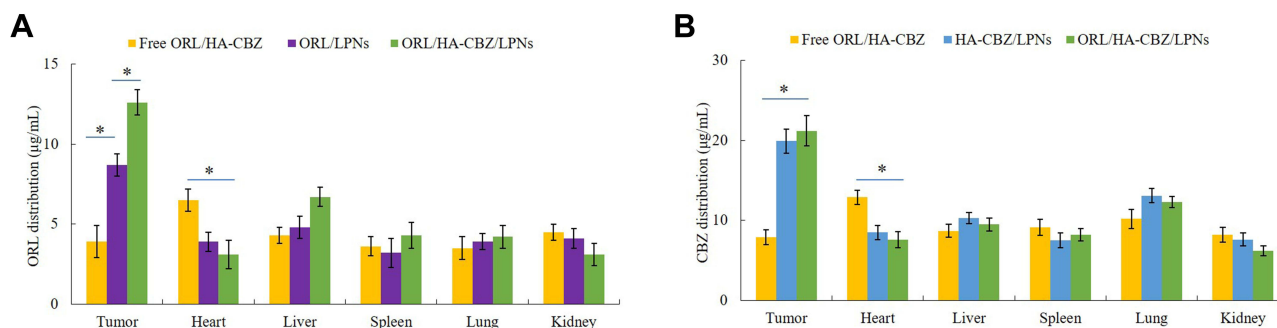 A
Free ORL/HA-CBZ ORL/LPNs ORL/HA-CBZ/LPNs
ORL distribution (μg/mL)
15
10
5
0
* * *
Tumor Heart Liver Spleen Lung Kidney
B
Free ORL/HA-CBZ HA-CBZ/LPNs ORL/HA-CBZ/LPNs
CBZ distribution (μg/mL)
30
20
10
0
* *
Tumor Heart Liver Spleen Lung Kidney